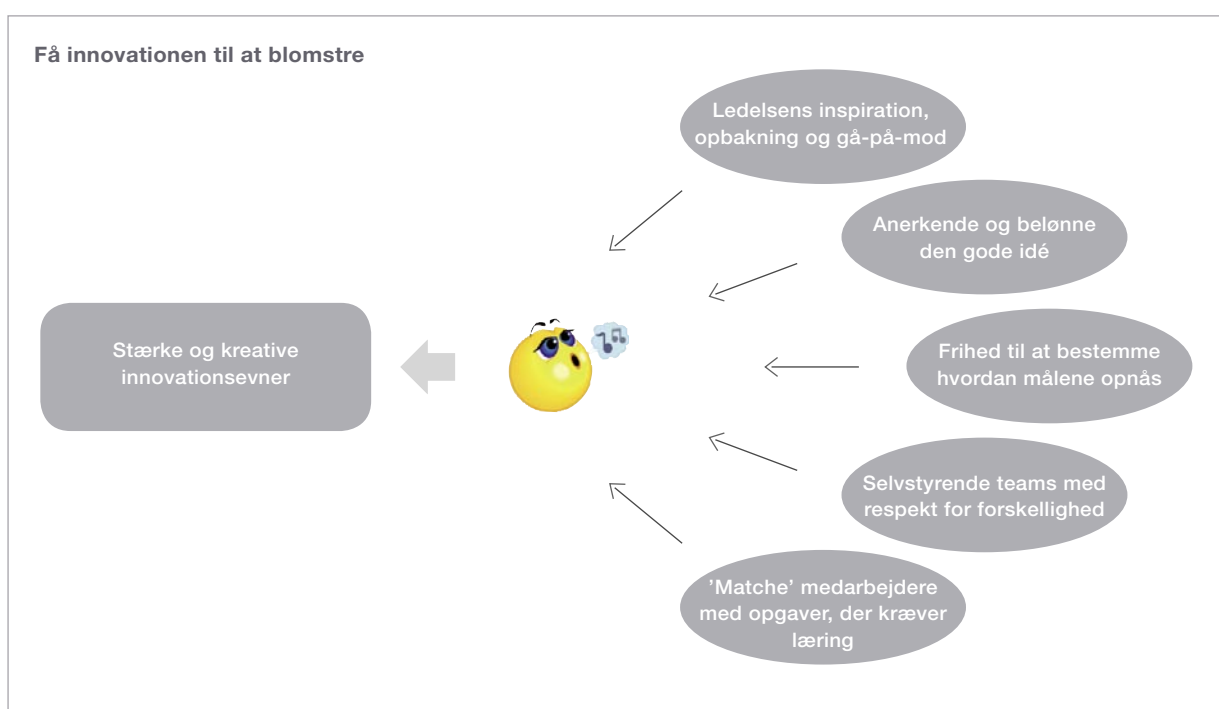 Få innovationen til at blomstre
Ledelsens inspiration,
opbakning og gå-på-mod
Anerkende og belønne
den gode idé
Stærke og kreative
innovationsevner
Frihed til at bestemme
hvordan målene opnås
Selvstyrende teams med
respekt for forskellighed
’Matche’ medarbejdere
med opgaver, der kræver
læring